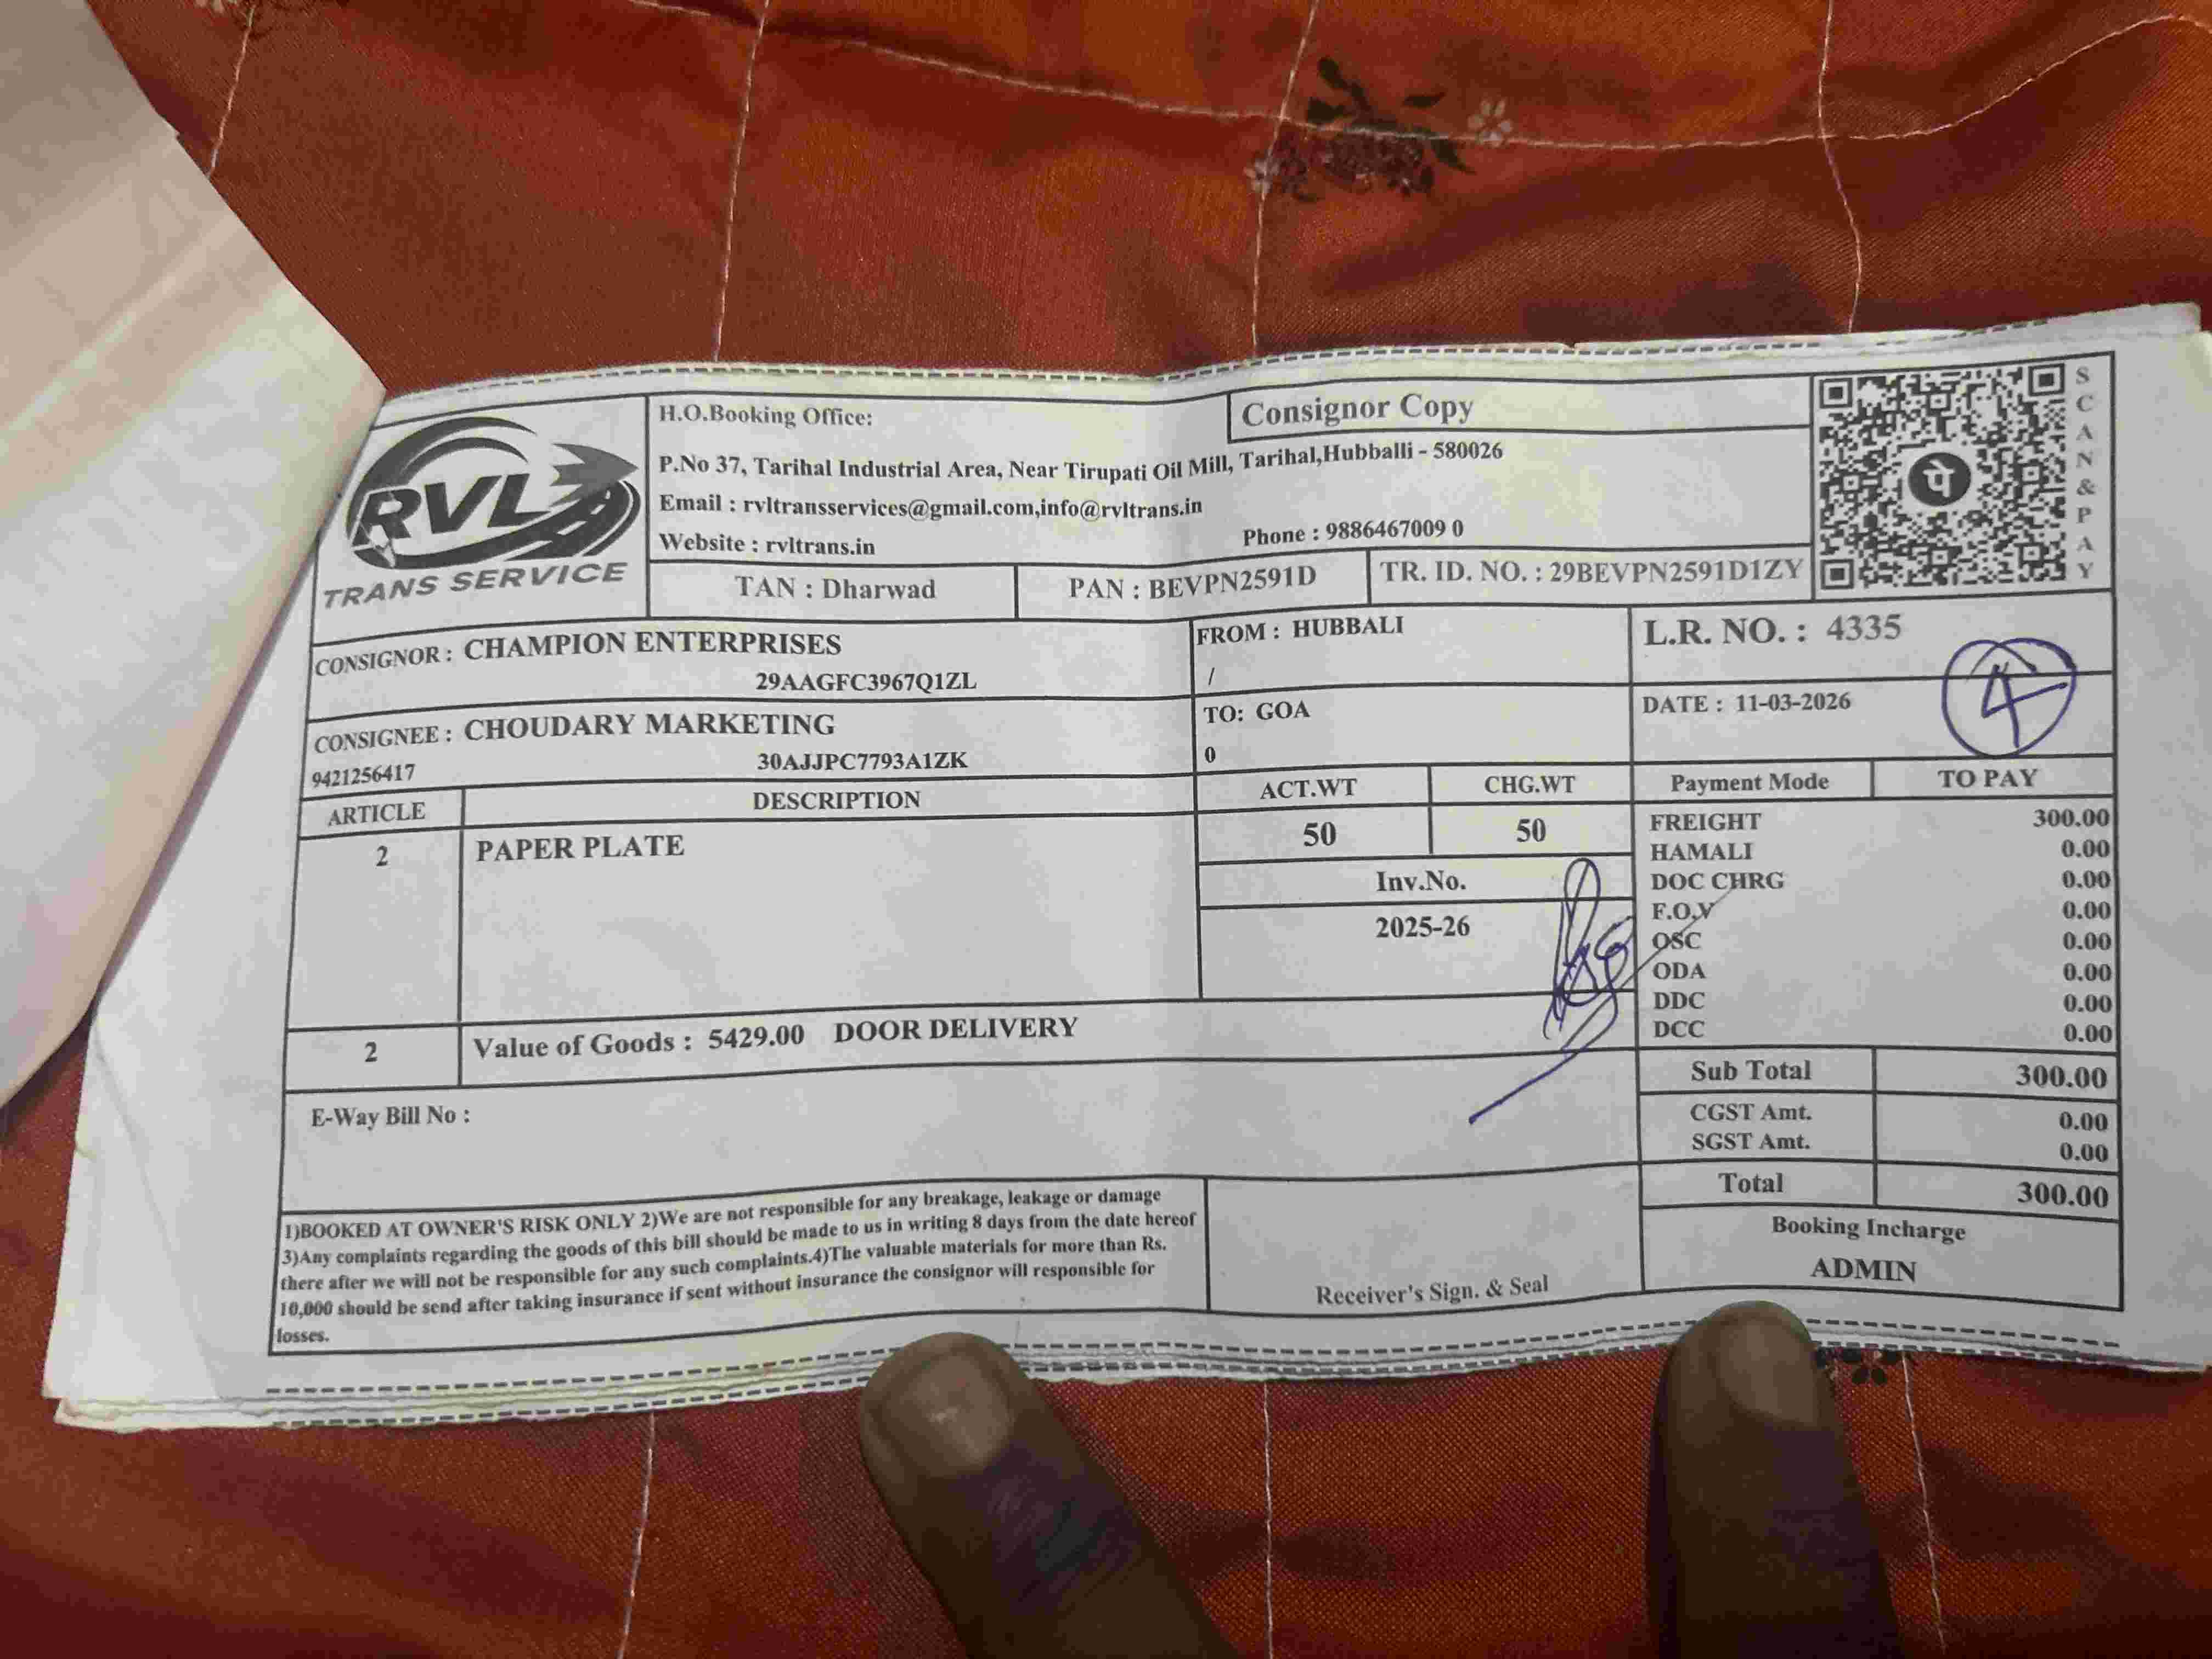 RVL
TRANS SERVICE
H.O.Booking Office:
Consignor Copy
P.No 37, Tarihal Industrial Area, Near Tirupati Oil Mill, Tarihal,Hubballi - 580026
Email : rvltransservices@gmail.com,info@rvltrans.in
Website : rvltrans.in
Phone : 9886467009 0
TAN : Dharwad
PAN : BEVPN2591D
TR. ID. NO. : 29BEVPN2591D1ZY
पे
SCAN&PAY
CONSIGNOR : CHAMPION ENTERPRISES
29AAGFC3967Q1ZL
FROM : HUBBALI
/
L.R. NO. : 4335
CONSIGNEE : CHOUDARY MARKETING
9421256417 30AJJPC7793A1ZK
TO: GOA
0
DATE : 11-03-2026
4
ARTICLE DESCRIPTION ACT.WT CHG.WT Payment Mode TO PAY
2 PAPER PLATE 50 50
Inv.No.
2025-26
FREIGHT 300.00
HAMALI 0.00
DOC CHRG 0.00
F.O.V 0.00
OSC 0.00
ODA 0.00
DDC 0.00
DCC 0.00
2 Value of Goods : 5429.00 DOOR DELIVERY
Sub Total 300.00
E-Way Bill No :
CGST Amt. 0.00
SGST Amt. 0.00
Total 300.00
1)BOOKED AT OWNER'S RISK ONLY 2)We are not responsible for any breakage, leakage or damage
3)Any complaints regarding the goods of this bill should be made to us in writing 8 days from the date hereof
there after we will not be responsible for any such complaints.4)The valuable materials for more than Rs.
10,000 should be send after taking insurance if sent without insurance the consignor will responsible for
losses.
Receiver's Sign. & Seal
Booking Incharge
ADMIN